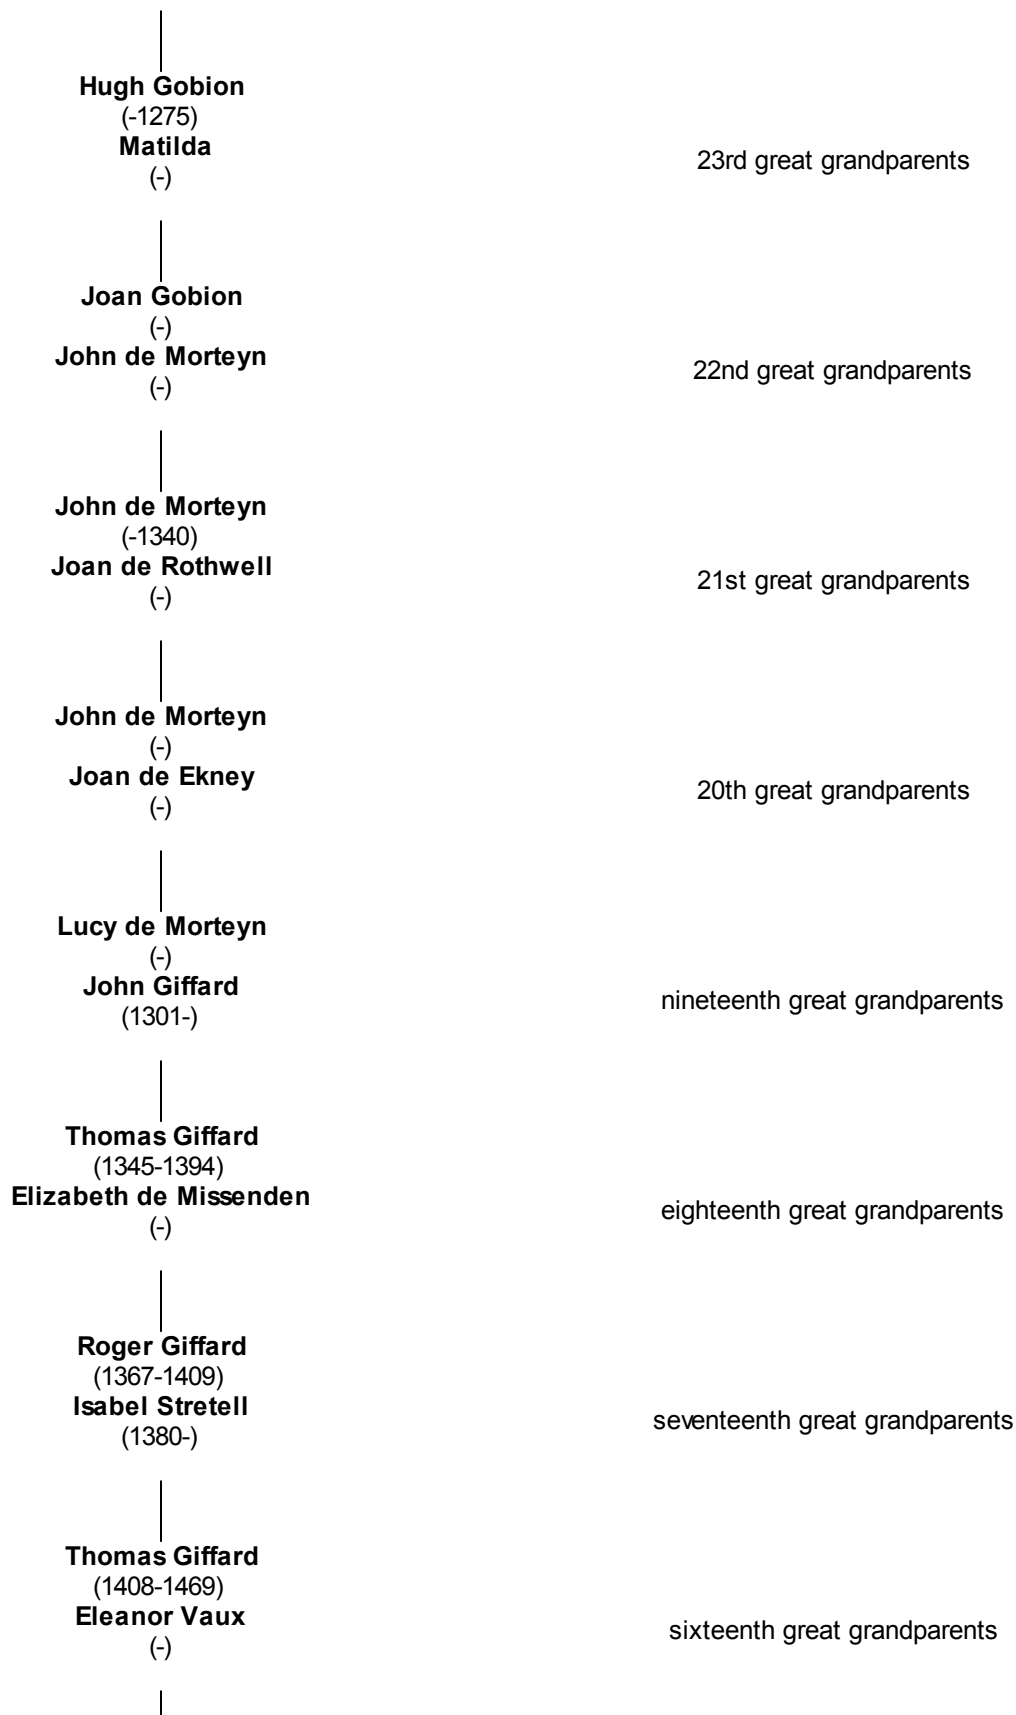 Hugh Gobion
(-1275)
Matilda
(-)
23rd great grandparents
Joan Gobion
(-)
John de Morteyn
(-)
22nd great grandparents
John de Morteyn
(-1340)
Joan de Rothwell
(-)
21st great grandparents
John de Morteyn
(-)
Joan de Ekney
(-)
20th great grandparents
Lucy de Morteyn
(-)
John Giffard
(1301-)
nineteenth great grandparents
Thomas Giffard
(1345-1394)
Elizabeth de Missenden
(-)
eighteenth great grandparents
Roger Giffard
(1367-1409)
Isabel Stretell
(1380-)
seventeenth great grandparents
Thomas Giffard
(1408-1469)
Eleanor Vaux
(-)
sixteenth great grandparents